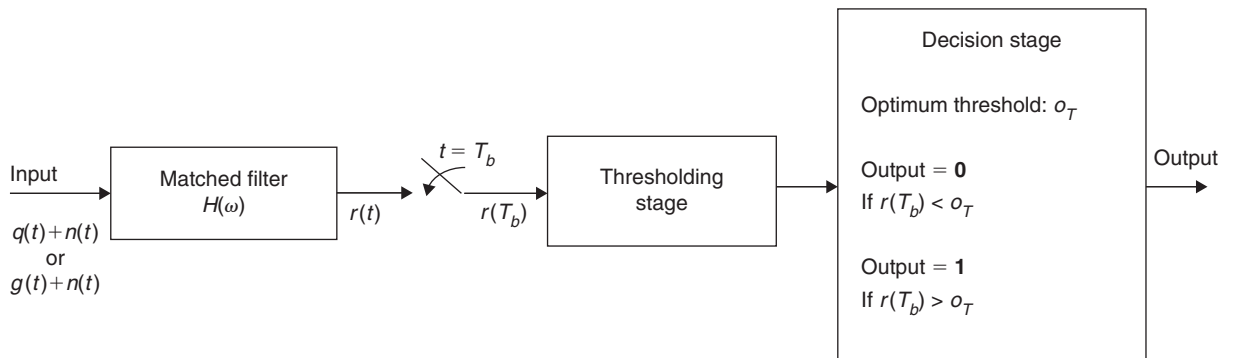 Input
q(t)+n(t)
or
g(t)+n(t)
Matched filter
H(ω)
r(t)
t = T_b
r(T_b)
Thresholding
stage
Decision stage
Optimum threshold: o_T
Output = 0
If r(T_b) < o_T
Output = 1
If r(T_b) > o_T
Output